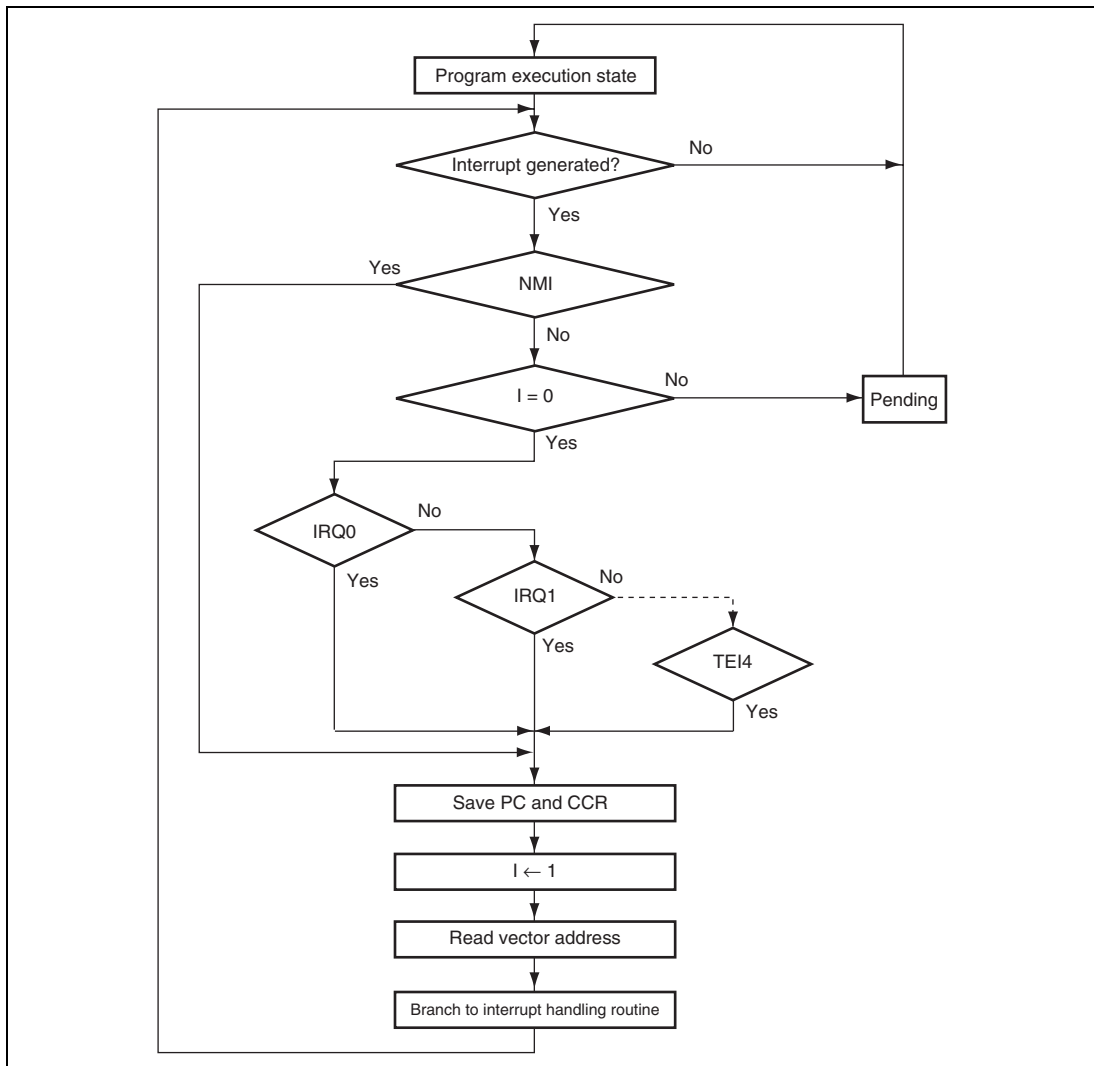 Program execution state
Interrupt generated?
No
Yes
Yes
NMI
No
I = 0
No
Pending
Yes
IRQ0
No
Yes
IRQ1
No
Yes
TEI4
Yes
Save PC and CCR
I ← 1
Read vector address
Branch to interrupt handling routine